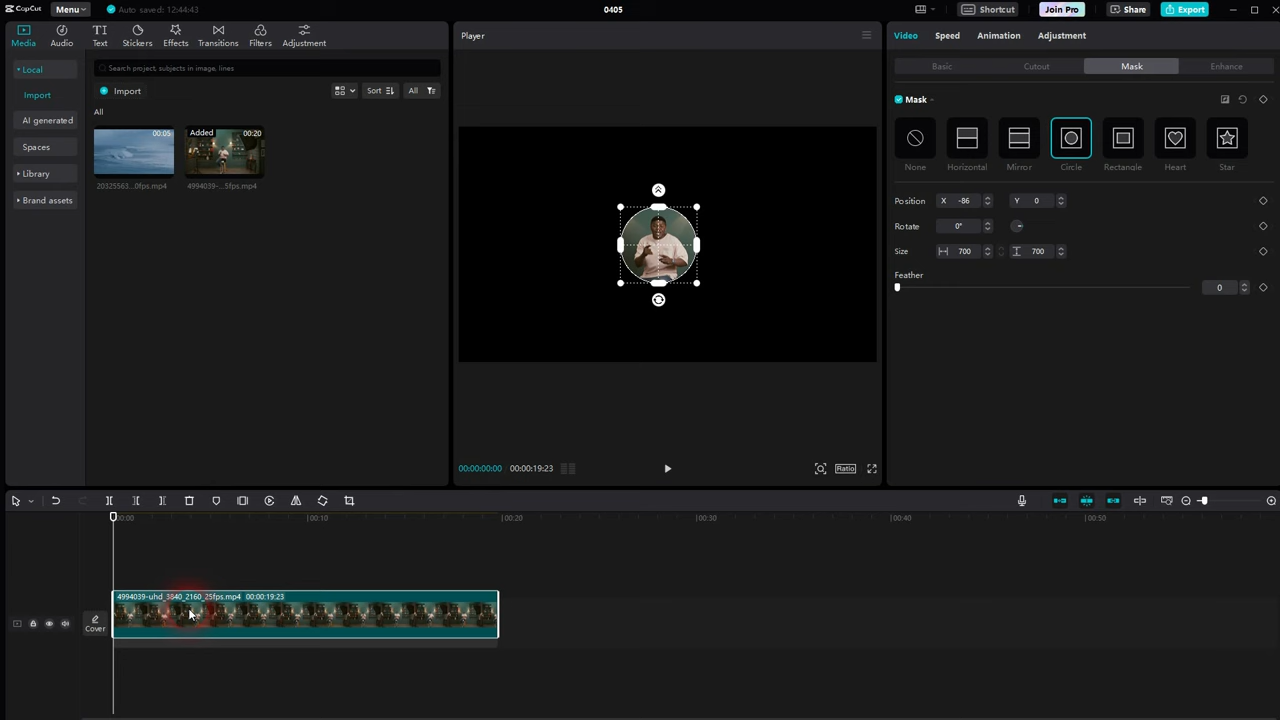 CapCut
Menu
Auto saved: 12:44:43
0405
Shortcut
Join Pro
Share
Export
Media
Audio
Text
Stickers
Effects
Transitions
Filters
Adjustment
Local
Import
AI generated
Spaces
Library
Brand assets
Search project, subjects in image, lines
Import
Sort
All
All
00:05
20325563...0fps.mp4
Added
00:20
4994039-...5fps.mp4
Player
00:00:00:00
00:00:19:23
Ratio
Video
Speed
Animation
Adjustment
Basic
Cutout
Mask
Enhance
Mask
None
Horizontal
Mirror
Circle
Rectangle
Heart
Star
Position
X
-86
Y
0
Rotate
0°
Size
700
700
Feather
0
00:00
00:10
00:20
00:30
00:40
00:50
Cover
4994039-uhd_3840_2160_25fps.mp4
00:00:19:23